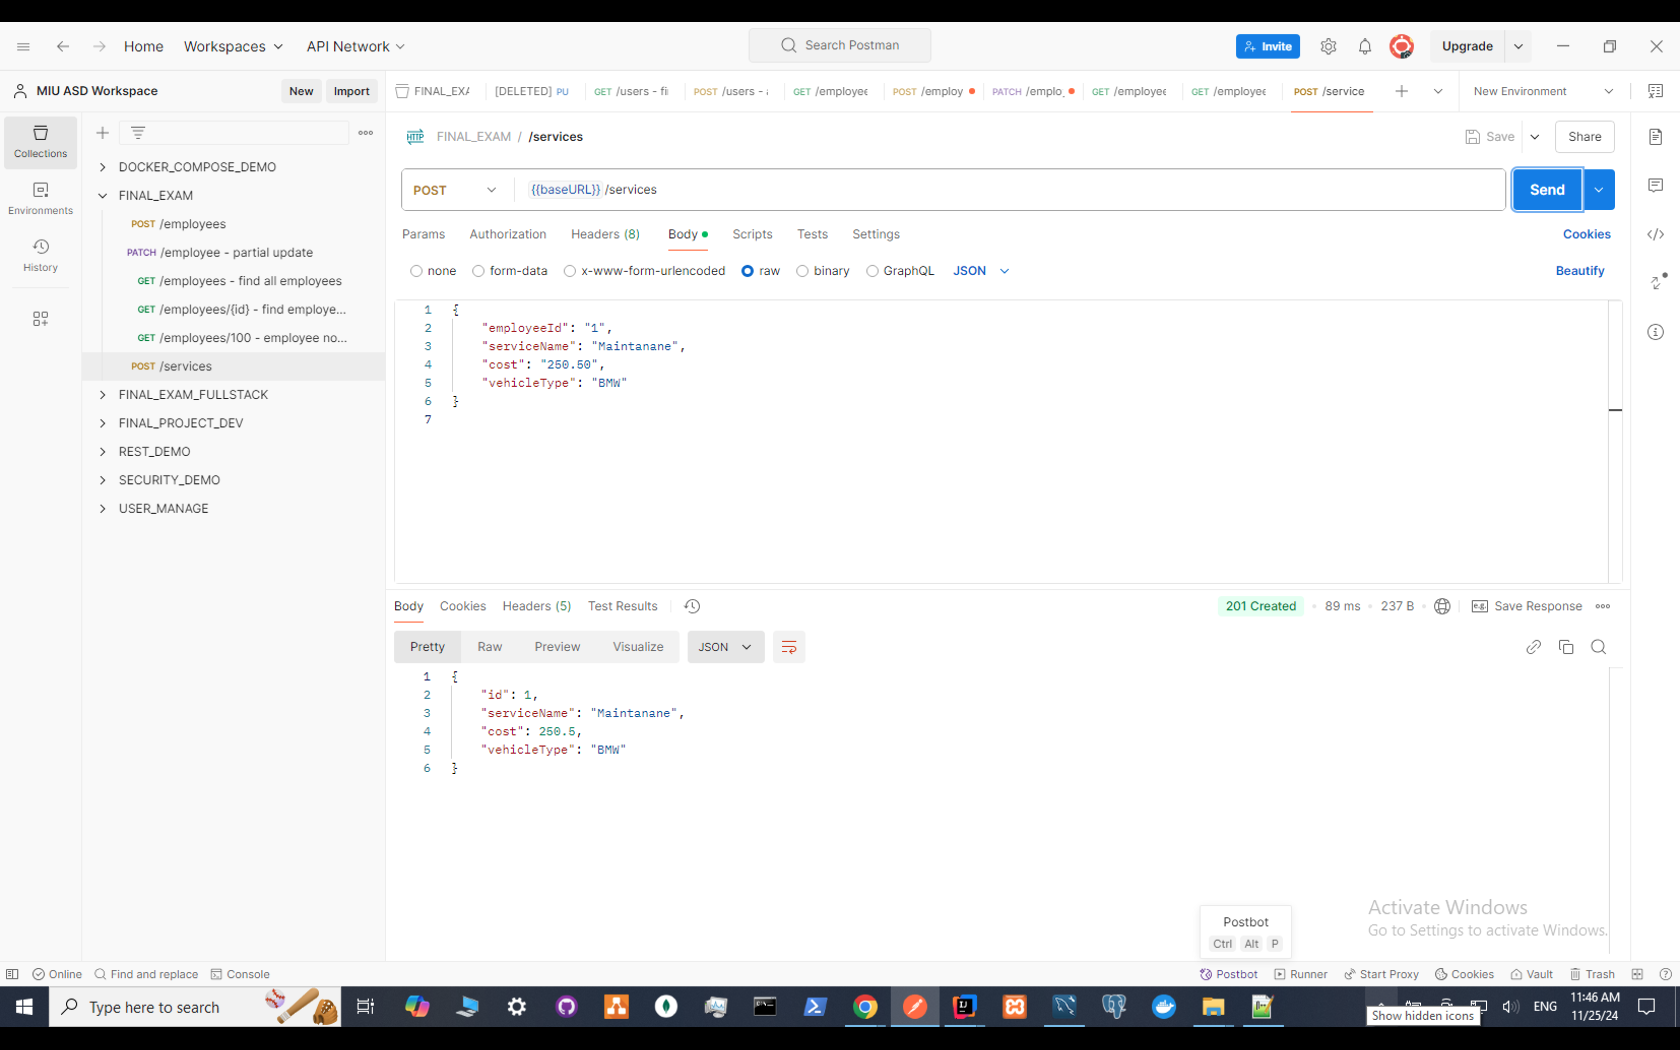 Home Workspaces API Network Search Postman Invite Upgrade
MIU ASD Workspace New Import FINAL_EXA [DELETED] PU GET /users - fi POST /users - GET /employee POST /employ PATCH /emplo GET /employee GET /employee POST /service New Environment
Collections
Environments
History
DOCKER_COMPOSE_DEMO
FINAL_EXAM
POST /employees
PATCH /employee - partial update
GET /employees - find all employees
GET /employees/{id} - find employe...
GET /employees/100 - employee no...
POST /services
FINAL_EXAM_FULLSTACK
FINAL_PROJECT_DEV
REST_DEMO
SECURITY_DEMO
USER_MANAGE
HTTP FINAL_EXAM / /services Save Share
POST {{baseURL}} /services Send
Params Authorization Headers (8) Body Scripts Tests Settings Cookies
none form-data x-www-form-urlencoded raw binary GraphQL JSON Beautify
1 {
2 "employeeId": "1",
3 "serviceName": "Maintanane",
4 "cost": "250.50",
5 "vehicleType": "BMW"
6 }
7
Body Cookies Headers (5) Test Results 201 Created 89 ms 237 B e.g. Save Response
Pretty Raw Preview Visualize JSON
1 {
2 "id": 1,
3 "serviceName": "Maintanane",
4 "cost": 250.5,
5 "vehicleType": "BMW"
6 }
Postbot
Ctrl Alt P
Activate Windows
Go to Settings to activate Windows.
Online Find and replace Console Postbot Runner Start Proxy Cookies Vault Trash
Type here to search ENG 11:46 AM
11/25/24
Show hidden icons